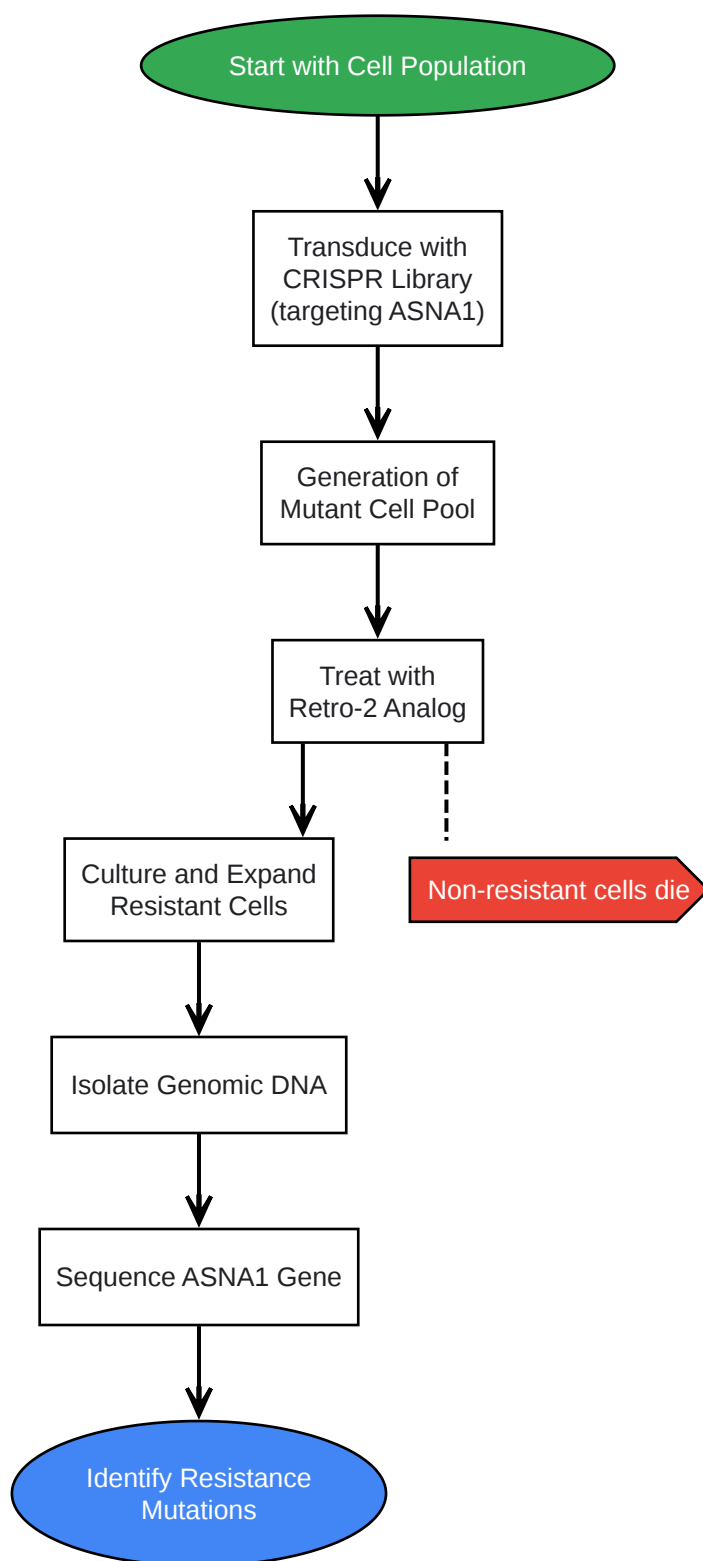 Start with Cell Population
Transduce with
CRISPR Library
(targeting ASNA1)
Generation of
Mutant Cell Pool
Treat with
Retro-2 Analog
Culture and Expand
Resistant Cells
Non-resistant cells die
Isolate Genomic DNA
Sequence ASNA1 Gene
Identify Resistance
Mutations